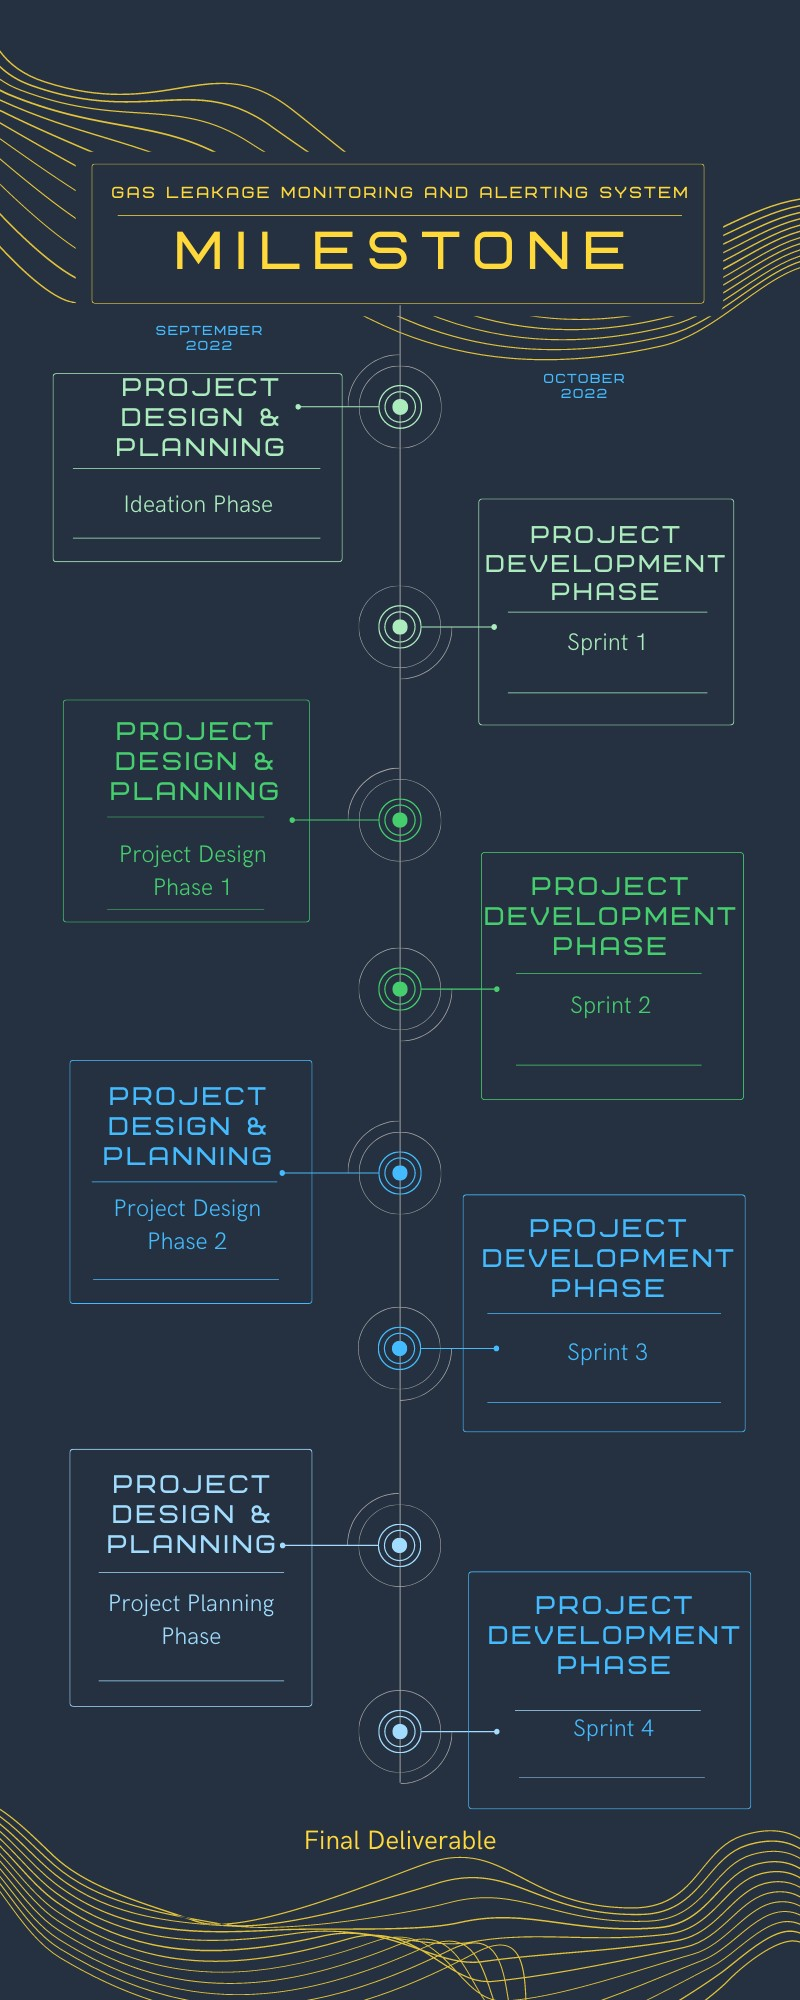 GAS LEAKAGE MONITORING AND ALERTING SYSTEM
MILESTONE
SEPTEMBER
2022
OCTOBER
2022
PROJECT
DESIGN &
PLANNING
Ideation Phase
PROJECT
DEVELOPMENT
PHASE
Sprint 1
PROJECT
DESIGN &
PLANNING
Project Design
Phase 1
PROJECT
DEVELOPMENT
PHASE
Sprint 2
PROJECT
DESIGN &
PLANNING
Project Design
Phase 2
PROJECT
DEVELOPMENT
PHASE
Sprint 3
PROJECT
DESIGN &
PLANNING
Project Planning
Phase
PROJECT
DEVELOPMENT
PHASE
Sprint 4
Final Deliverable